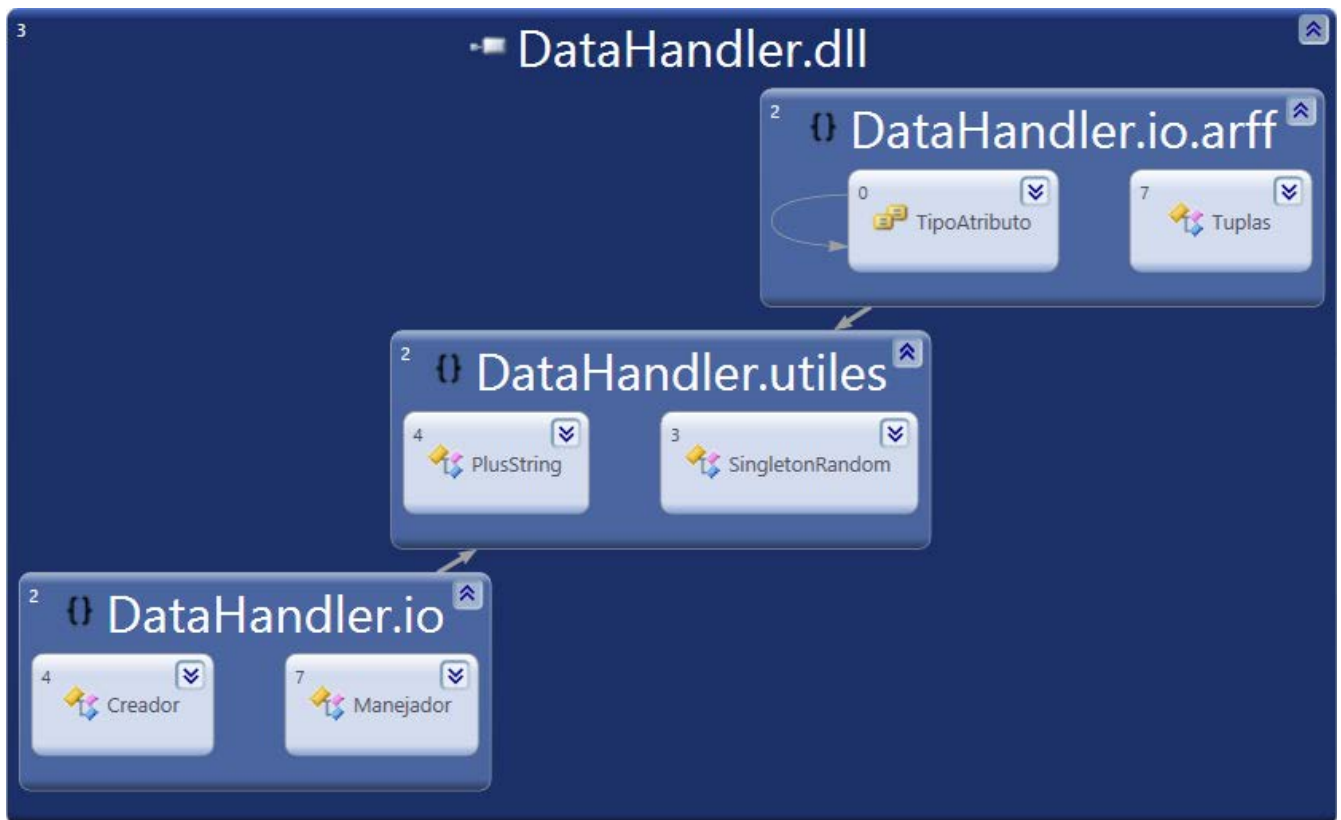 3
DataHandler.dll
2
{} DataHandler.io.arff
0
TipoAtributo
7
Tuplas
2
{} DataHandler.utiles
4
PlusString
3
SingletonRandom
2
{} DataHandler.io
4
Creador
7
Manejador